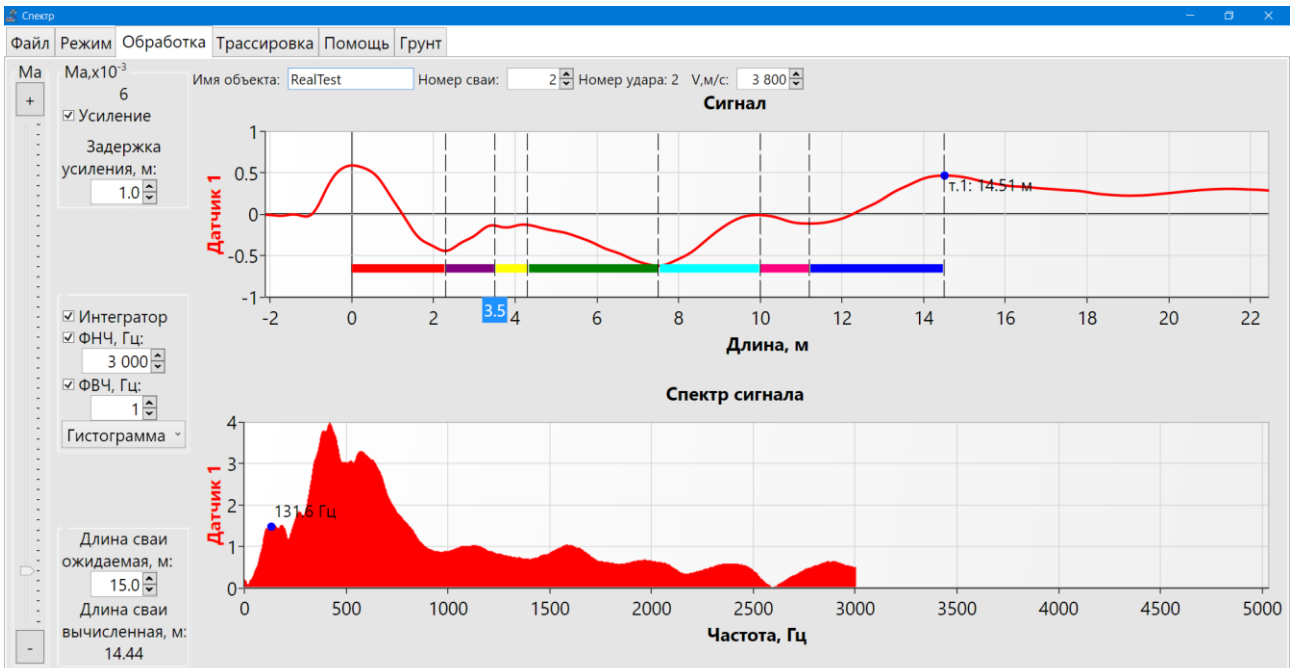 Спектр
Файл Режим Обработка Трассировка Помощь Грунт
Ма
+
-
Ма,х10⁻³
6
Усиление
Задержка
усиления, м:
1.0
Интегратор
ФНЧ, Гц:
3 000
ФВЧ, Гц:
1
Гистограмма
Длина сваи
ожидаемая, м:
15.0
Длина сваи
вычисленная, м:
14.44
Имя объекта: RealTest Номер сваи: 2 Номер удара: 2 V,м/с: 3 800
Сигнал
Датчик 1
1
0.5
0
-0.5
-1
т.1: 14.51 м
-2 0 2 3.5 4 6 8 10 12 14 16 18 20 22
Длина, м
Спектр сигнала
Датчик 1
4
3
2
1
0
131.6 Гц
0 500 1000 1500 2000 2500 3000 3500 4000 4500 5000
Частота, Гц